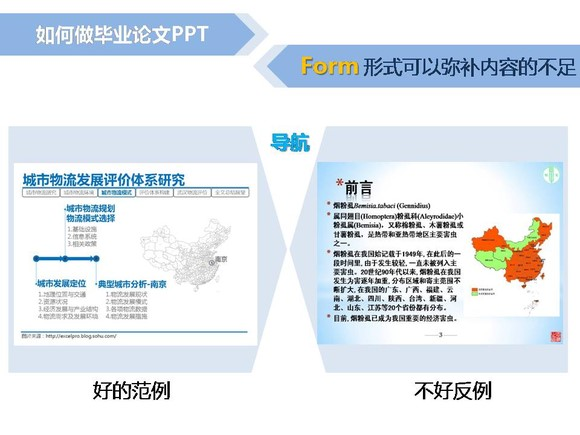 如何做毕业论文PPT
Form 形式可以弥补内容的不足
导航
城市物流发展评价体系研究
城市物流模式
城市物流规划
物流模式选择
1.基础设施
2.信息系统
3.相关政策
南京
城市发展定位
1.地理位置与交通
2.资源状况
3.经济发展与产业结构
4.物流需求及发展环境
典型城市分析-南京
1.物流发展现状
2.物流发展模式
3.各项物流数据
4.物流发展措施
图片来源：http://excelpro.blog.sohu.com/
*前言
烟粉虱Bemisia.tabaci (Gennidius)
属同翅目(Homoptera)粉虱科(Aleyrodidae)小
粉虱属(Bemisia)，又称棉粉虱、木薯粉虱或
甘薯粉虱，是热带和亚热带地区主要害虫
之一。
烟粉虱在我国始记载于1949年，在此后的一
段时间里，由于发生较轻，一直未被列入主
要害虫。20世纪90年代以来，烟粉虱在我国
发生为害逐年加重，分布区域和寄主范围不
断扩大，在我国的广东、广西、福建、云
南、湖北、四川、陕西、台湾、新疆、河
北、山东、江苏等20个省份都有分布。
目前，烟粉虱已成为我国重要的经济害虫。
3
好的范例
不好反例